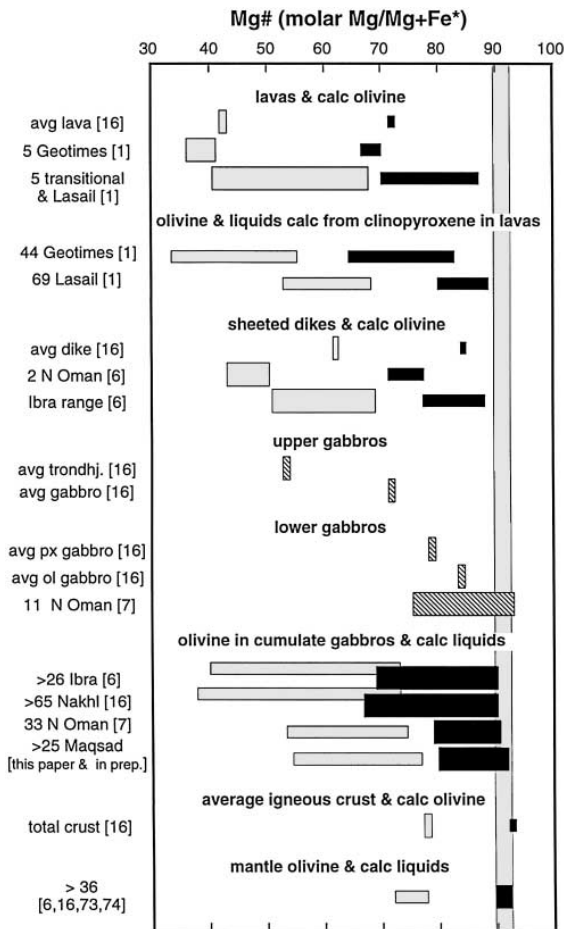 Mg# (molar Mg/Mg+Fe*)
30 40 50 60 70 80 90 100
lavas & calc olivine
avg lava [16]
5 Geotimes [1]
5 transitional
& Lasail [1]
olivine & liquids calc from clinopyroxene in lavas
44 Geotimes [1]
69 Lasail [1]
sheeted dikes & calc olivine
avg dike [16]
2 N Oman [6]
Ibra range [6]
upper gabbros
avg trondhj. [16]
avg gabbro [16]
lower gabbros
avg px gabbro [16]
avg ol gabbro [16]
11 N Oman [7]
olivine in cumulate gabbros & calc liquids
>26 Ibra [6]
>65 Nakhl [16]
33 N Oman [7]
>25 Maqsad
[this paper & in prep.]
average igneous crust & calc olivine
total crust [16]
mantle olivine & calc liquids
> 36
[6,16,73,74]